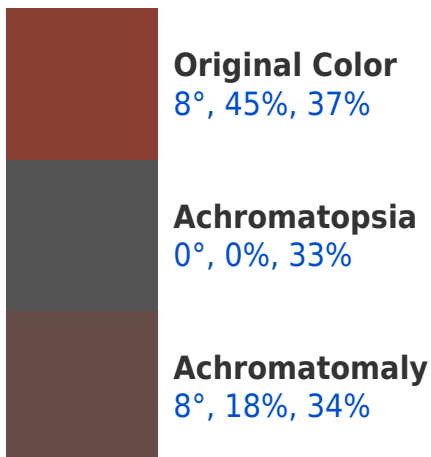 Original Color
8°, 45%, 37%
Achromatopsia
0°, 0%, 33%
Achromatomaly
8°, 18%, 34%